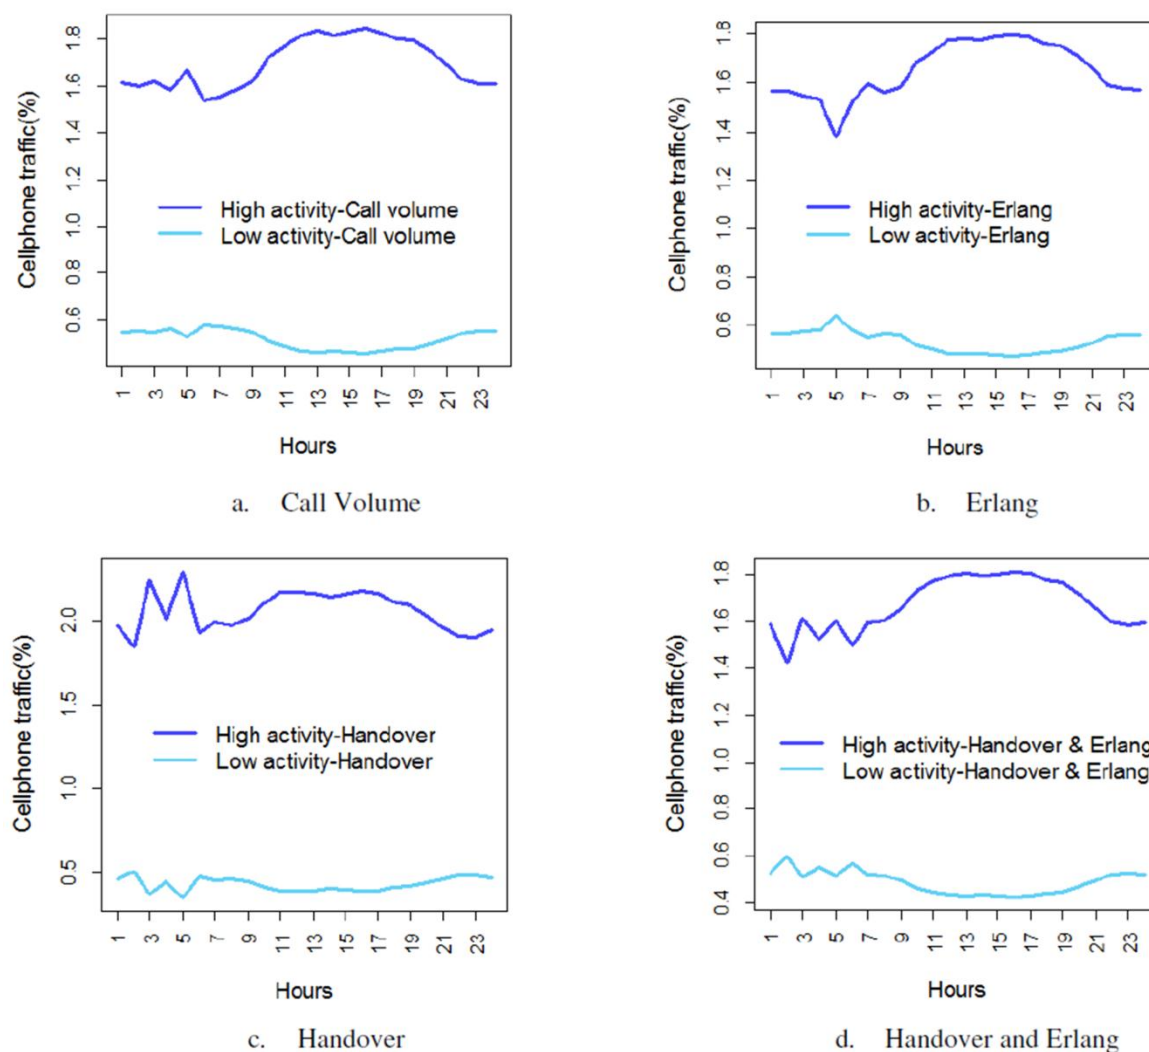 Cellphone traffic(%)
1.8
1.6
1.4
1.2
1.0
0.8
0.6
High activity-Call volume
Low activity-Call volume
1 3 5 7 9 11 13 15 17 19 21 23
Hours
a. Call Volume
Cellphone traffic(%)
1.8
1.6
1.4
1.2
1.0
0.8
0.6
High activity-Erlang
Low activity-Erlang
1 3 5 7 9 11 13 15 17 19 21 23
Hours
b. Erlang
Cellphone traffic(%)
2.0
1.5
1.0
0.5
High activity-Handover
Low activity-Handover
1 3 5 7 9 11 13 15 17 19 21 23
Hours
c. Handover
Cellphone traffic(%)
1.8
1.6
1.4
1.2
1.0
0.8
0.6
0.4
High activity-Handover & Erlang
Low activity-Handover & Erlang
1 3 5 7 9 11 13 15 17 19 21 23
Hours
d. Handover and Erlang